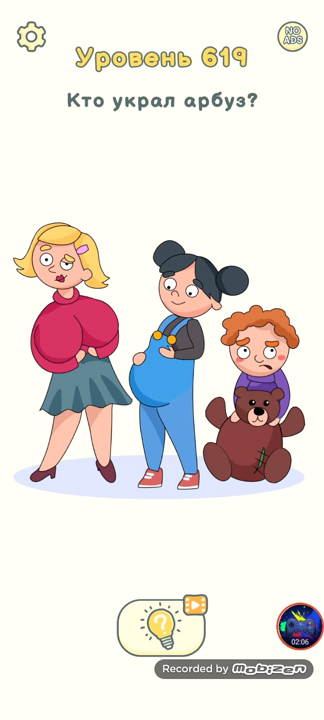 Уровень 619
NO
ADS
Кто украл арбуз?
?
02:06
Recorded by mobizen